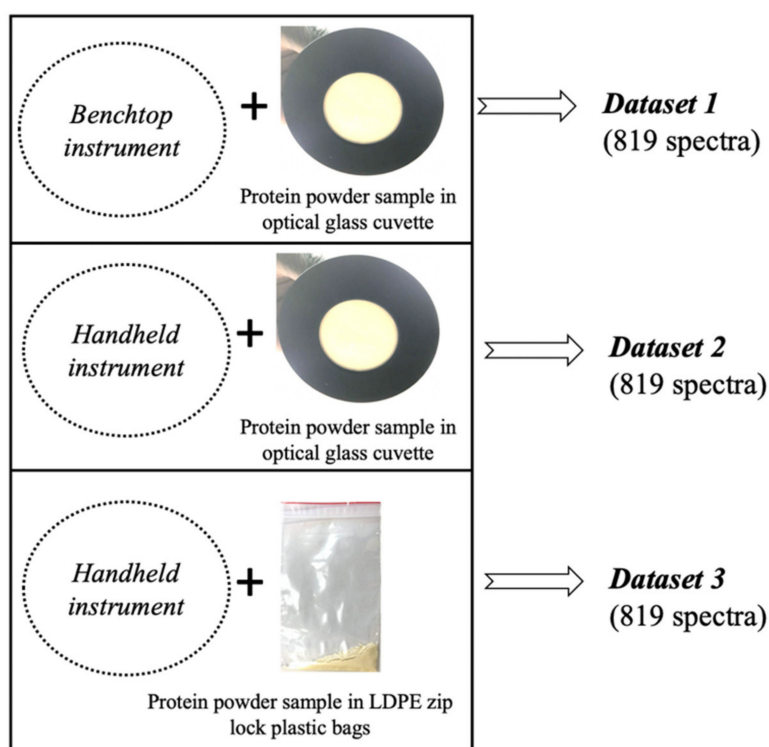 Benchtop
instrument
+
Protein powder sample in
optical glass cuvette
Dataset 1
(819 spectra)
Handheld
instrument
+
Protein powder sample in
optical glass cuvette
Dataset 2
(819 spectra)
Handheld
instrument
+
Protein powder sample in LDPE zip
lock plastic bags
Dataset 3
(819 spectra)